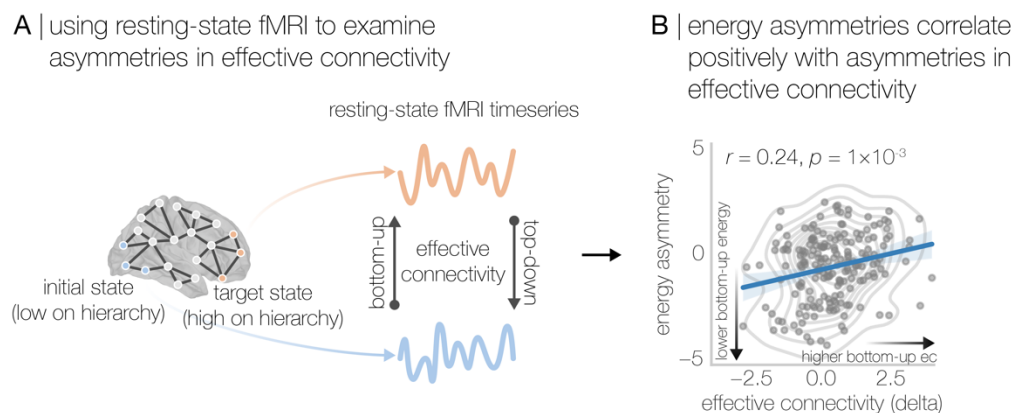 A | using resting-state fMRI to examine
asymmetries in effective connectivity
resting-state fMRI timeseries
bottom-up
effective
connectivity
top-down
initial state
(low on hierarchy)
target state
(high on hierarchy)
B | energy asymmetries correlate
positively with asymmetries in
effective connectivity
r = 0.24, p = 1×10⁻³
energy asymmetry
5
0
−5
lower bottom-up energy
higher bottom-up ec
−2.5 0.0 2.5
effective connectivity (delta)